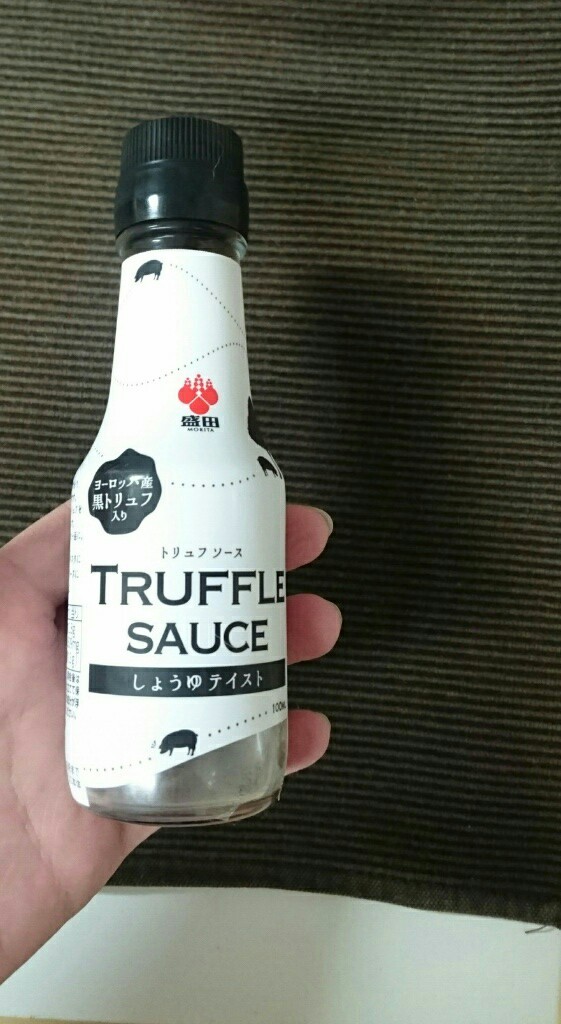 盛田
MORITA
ヨーロッパ産
黒トリュフ
入り
トリュフ ソース
TRUFFLE
SAUCE
しょうゆ テイスト